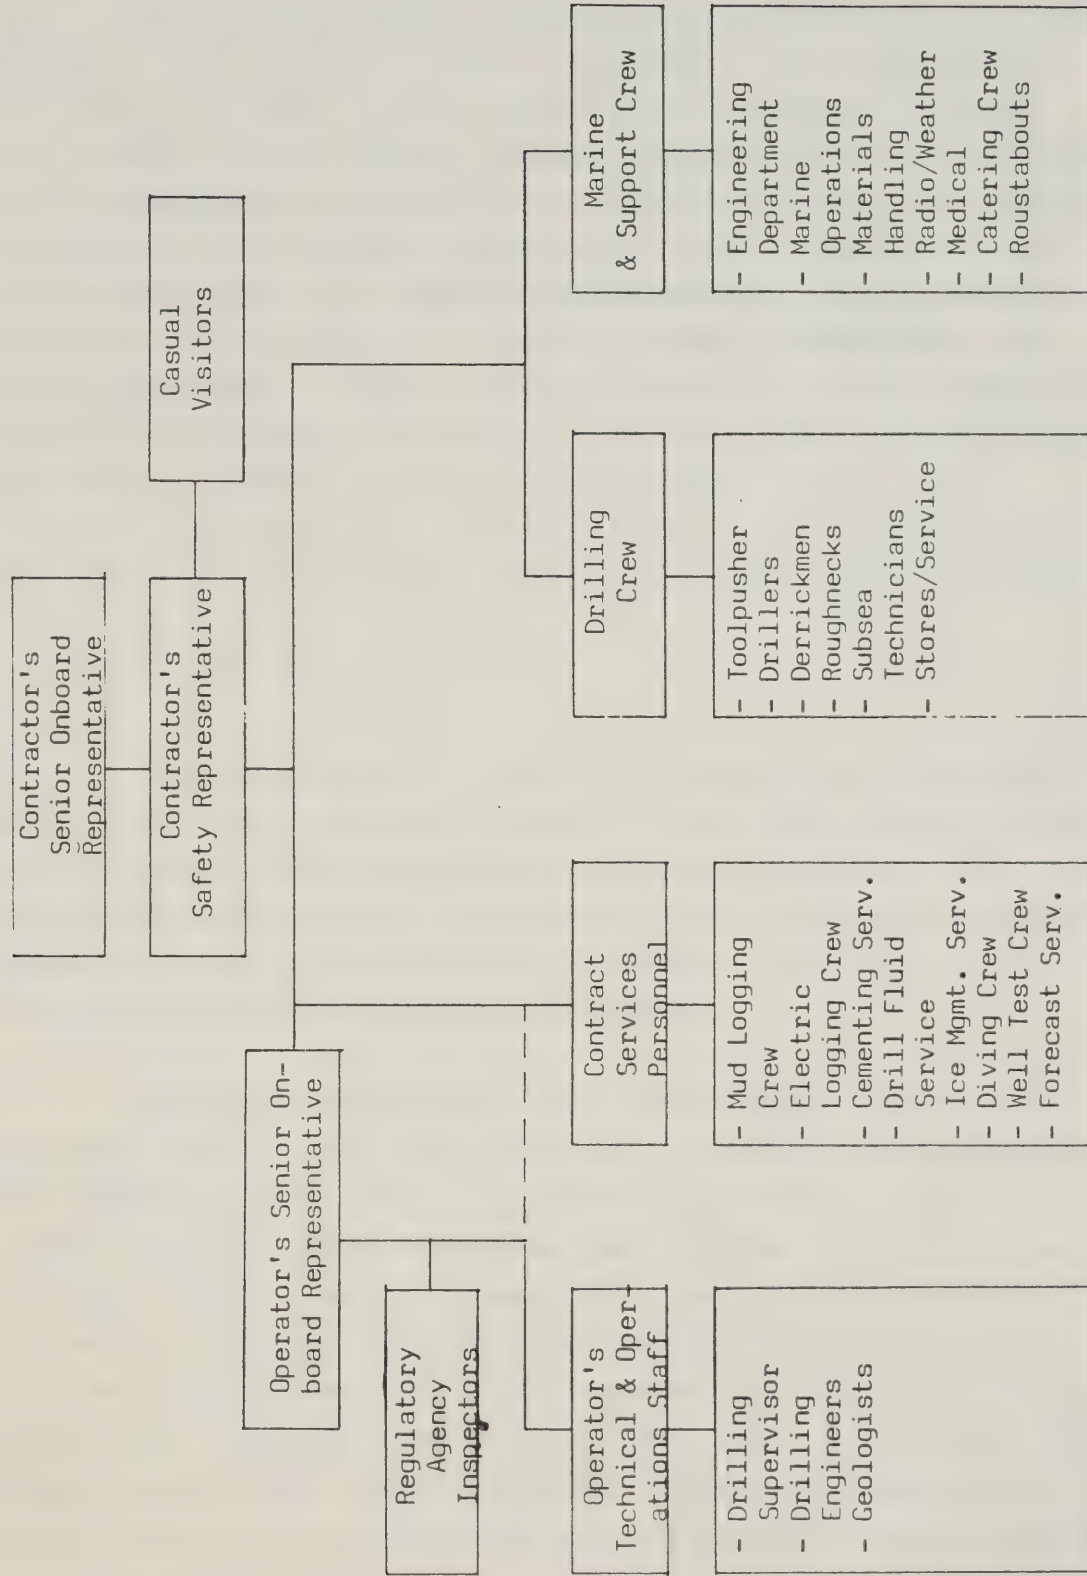 Contractor's
Senior Onboard
Representative
Contractor's
Safety Representative
Casual
Visitors
Operator's Senior On-
board Representative
Regulatory
Agency
Inspectors
Operator's
Technical & Oper-
ations Staff
Contract
Services
Personnel
Drilling
Crew
Marine
& Support Crew
- Drilling
Supervisor
- Drilling
Engineers
- Geologists
- Mud Logging
Crew
- Electric
Logging Crew
- Cementing Serv.
- Drill Fluid
Service
- Ice Mgmt. Serv.
- Diving Crew
- Well Test Crew
- Forecast Serv.
- Toolpusher
- Drillers
- Derrickmen
- Roughnecks
- Subsea
Technicians
- Stores/Service
- Engineering
Department
- Marine
Operations
- Materials
Handling
- Radio/Weather
- Medical
- Catering Crew
- Roustabouts